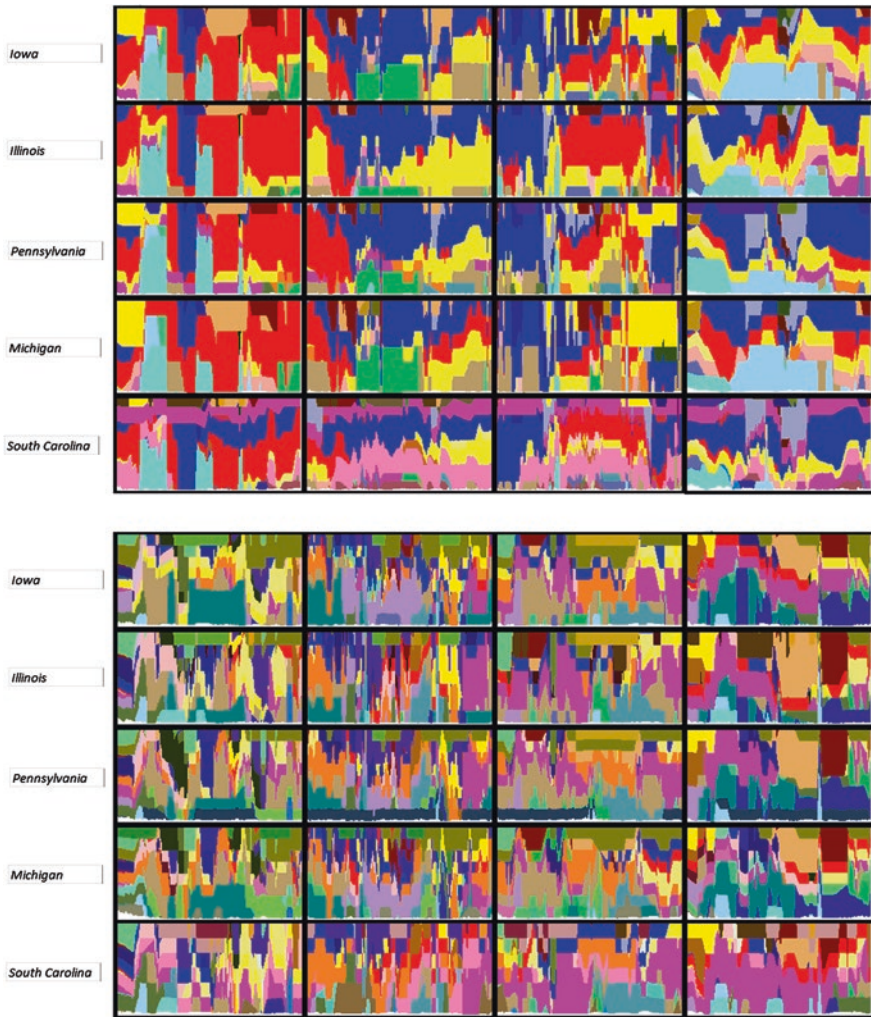 Iowa
Illinois
Pennsylvania
Michigan
South Carolina
Iowa
Illinois
Pennsylvania
Michigan
South Carolina